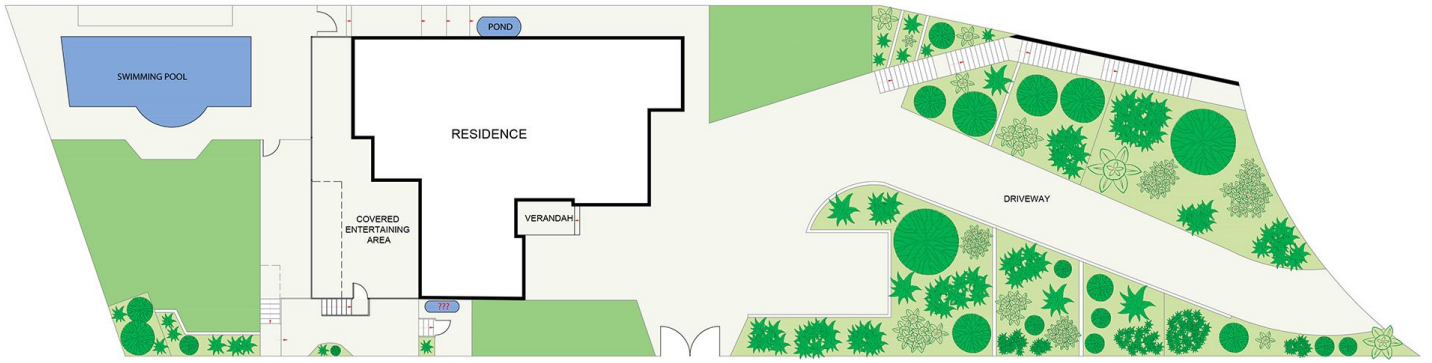 POND
SWIMMING POOL
RESIDENCE
DRIVEWAY
VERANDAH
COVERED
ENTERTAINING
AREA
???